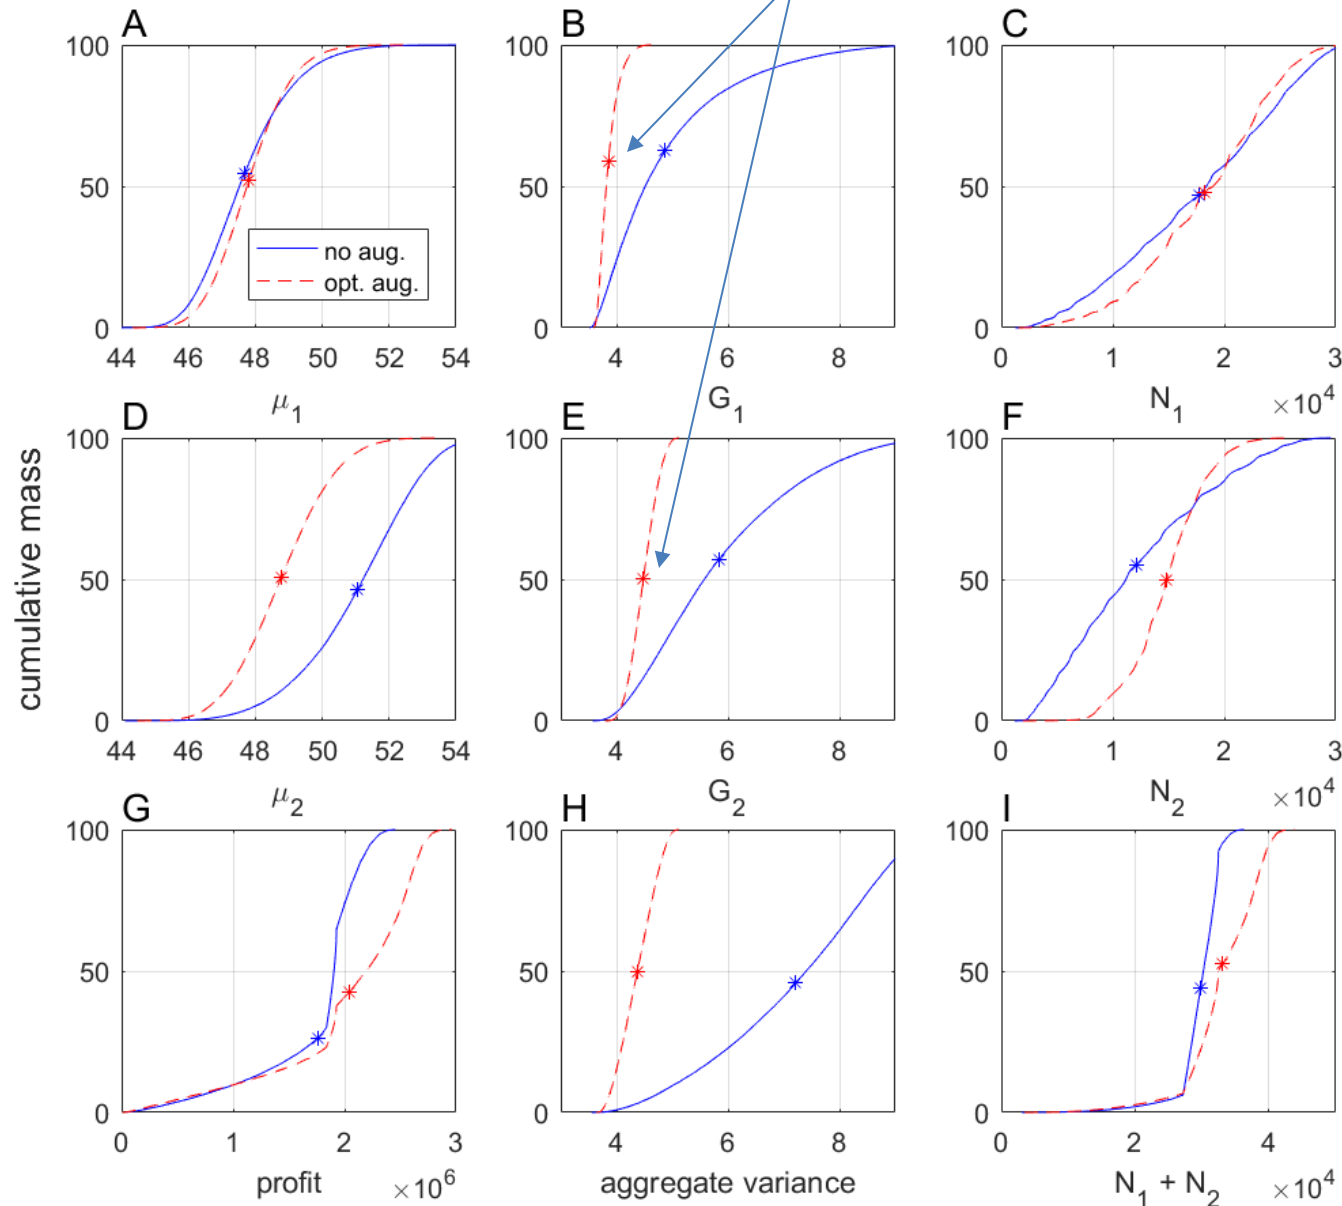 A B C
100 100 100
50 50 50
no aug.
opt. aug.
0 0 0
44 46 48 50 52 54 4 6 8 0 1 2 3
μ1 G1 N1 ×10^4
D E F
100 100 100
cumulative mass
50 50 50
0 0 0
44 46 48 50 52 54 4 6 8 0 1 2 3
μ2 G2 N2 ×10^4
G H I
100 100 100
50 50 50
0 0 0
0 1 2 3 4 6 8 2 4
profit ×10^6 aggregate variance N1 + N2 ×10^4